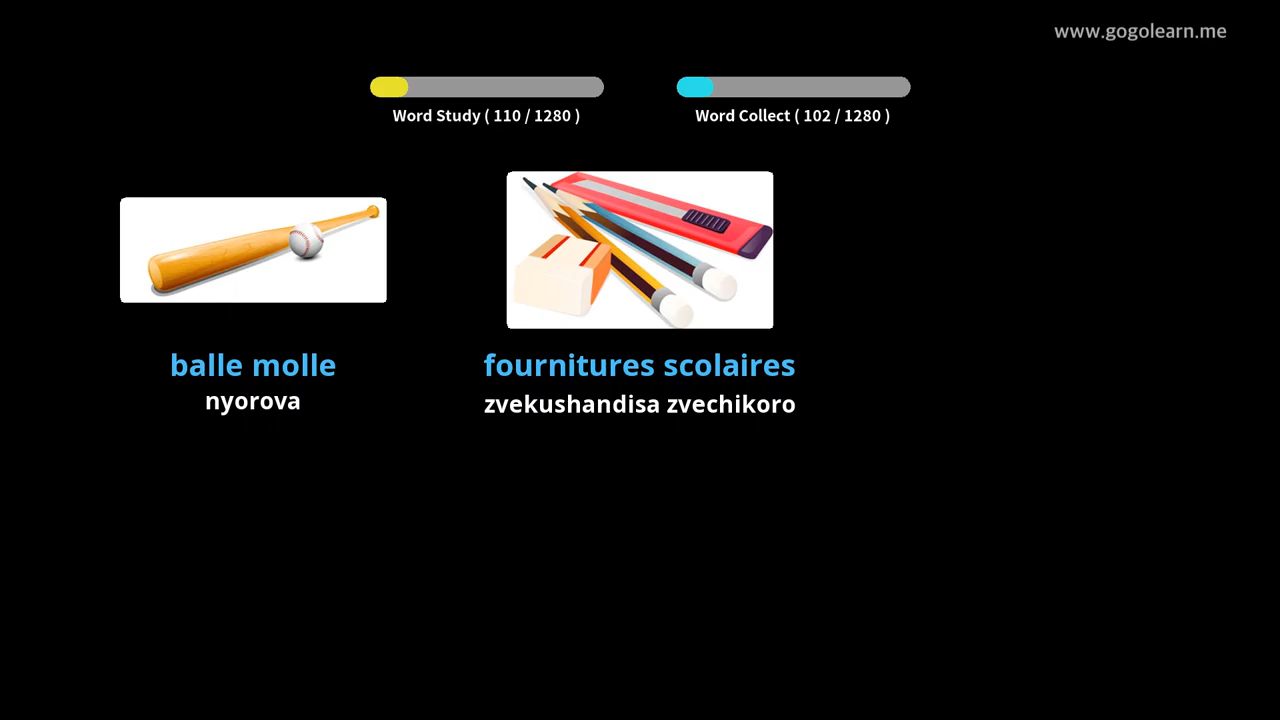 www.gogolearn.me
Word Study ( 110 / 1280 )
Word Collect ( 102 / 1280 )
balle molle
nyorova
fournitures scolaires
zvekushandisa zvechikoro